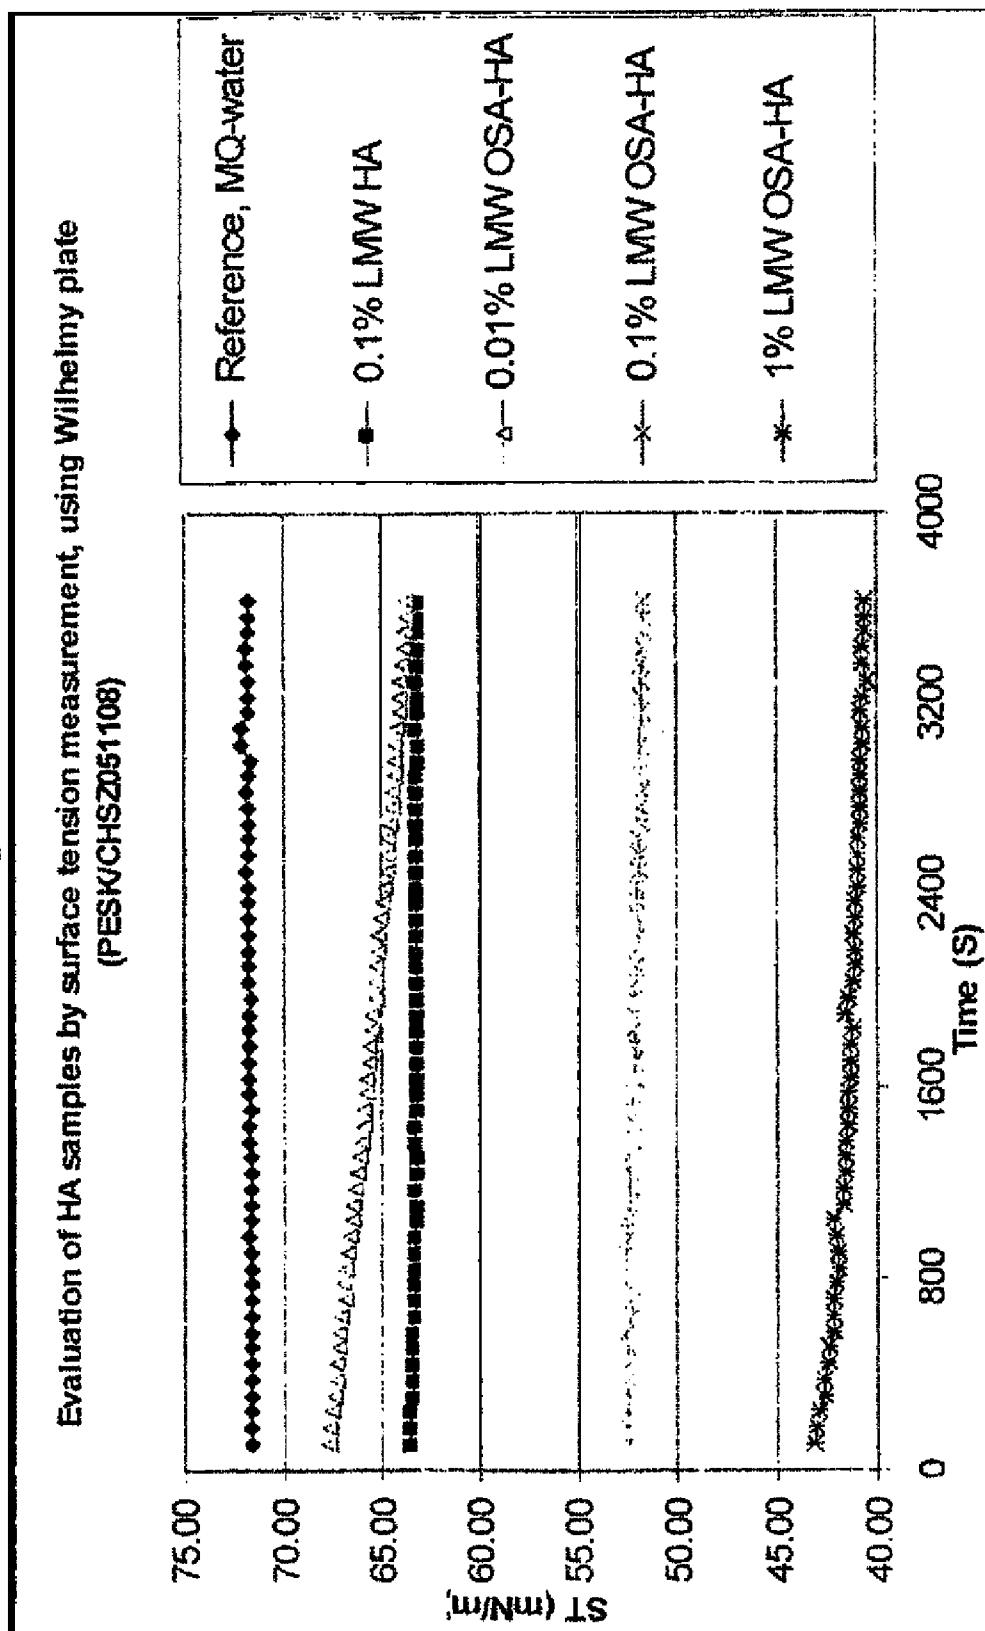 Evaluation of HA samples by surface tension measurement, using Wilhelmy plate
(PESK/CHSZ051108)
75.00
70.00
65.00
60.00
55.00
50.00
45.00
40.00
ST (mN/m)
0
800
1600
2400
3200
4000
Time (S)
Reference, MQ-water
0.1% LMW HA
0.01% LMW OSA-HA
0.1% LMW OSA-HA
1% LMW OSA-HA